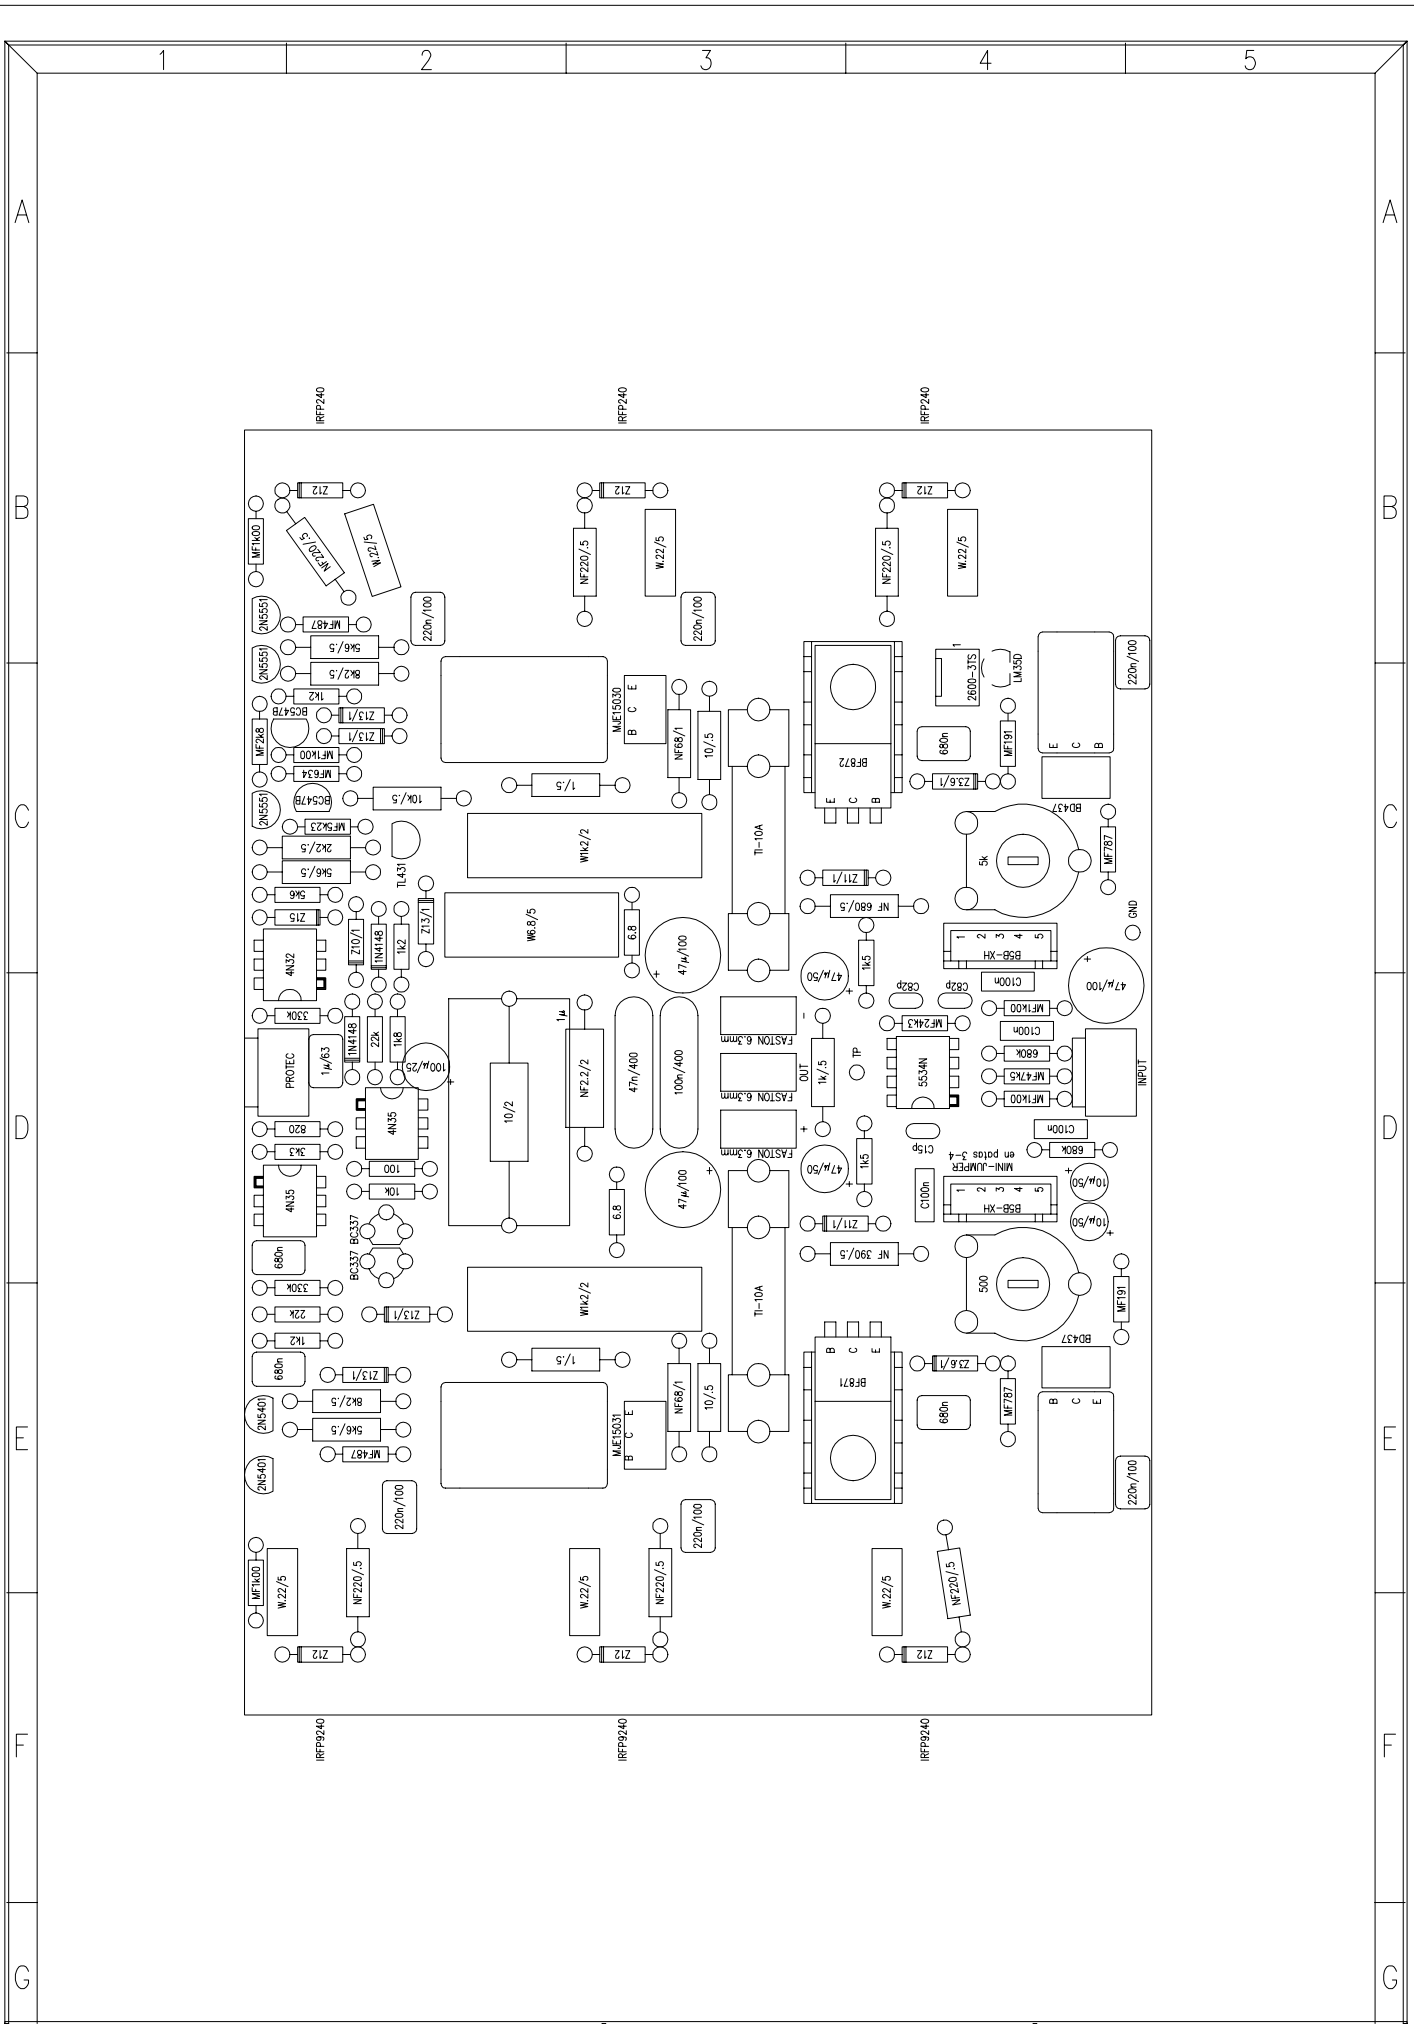 1
2
3
4
5
A
A
IRFP240
IRFP240
IRFP240
B
B
Z12
Z12
Z12
MF1k00
NF220/.5
W.22/5
NF220/.5
W.22/5
NF220/.5
W.22/5
2N5551
MF487
220n/100
220n/100
5k6/.5
2N5551
8k2/.5
1
2600-3TS
LM35D
220n/100
1k2
BC547B
Z13/1
Z13/1
MF2k8
MF1k00
MF634
MJE15030
B C E
NF68/1
10/.5
BF872
E
C
B
680n
MF191
E
C
B
Z3.6/1
BD437
C
C
2N5551
BC547B
10k/.5
1/.5
MF5k23
2k2/.5
TL431
W1k2/2
TI-10A
5k
MF787
5k6/.5
Z11/1
5k6
NF 680/.5
Z15
Z10/1
1N4148
1k2
Z13/1
W6.8/5
6.8
47µ/100
+
GND
1
2
3
4
5
B5B-XH
4N32
1k5
47µ/50
+
C82p
C82p
C100n
47µ/100
+
330k
1N4148
22k
1k8
1µ
MF1k00
MF24k3
C100n
PROTEC
1µ/63
100µ/25
+
10/2
NF2.2/2
47n/400
100n/400
FASTON 6.3mm
FASTON 6.3mm
FASTON 6.3mm
-
OUT
+
1k/.5
TP
5534N
680k
MF47k5
MF1k00
INPUT
D
D
4N35
820
3k3
C15p
C100n
680k
1k5
100
10k
4N35
47µ/100
+
47µ/50
+
MINI-JUMPER
en patas 3-4
C100n
1
2
3
4
5
B5B-XH
10µ/50
+
10µ/50
+
6.8
BC337
BC337
Z11/1
NF 390/.5
680n
330k
22k
Z13/1
W1k2/2
TI-10A
500
MF191
1k2
680n
Z13/1
1/.5
B
C
E
BF871
BD437
Z3.6/1
8k2/.5
2N5401
5k6/.5
MF487
2N5401
MJE15031
B C E
NF68/1
10/.5
680n
MF787
B
C
E
E
E
220n/100
220n/100
220n/100
MF1k00
W.22/5
NF220/.5
W.22/5
NF220/.5
W.22/5
NF220/.5
Z12
Z12
Z12
IRFP9240
IRFP9240
IRFP9240
F
F
G
G